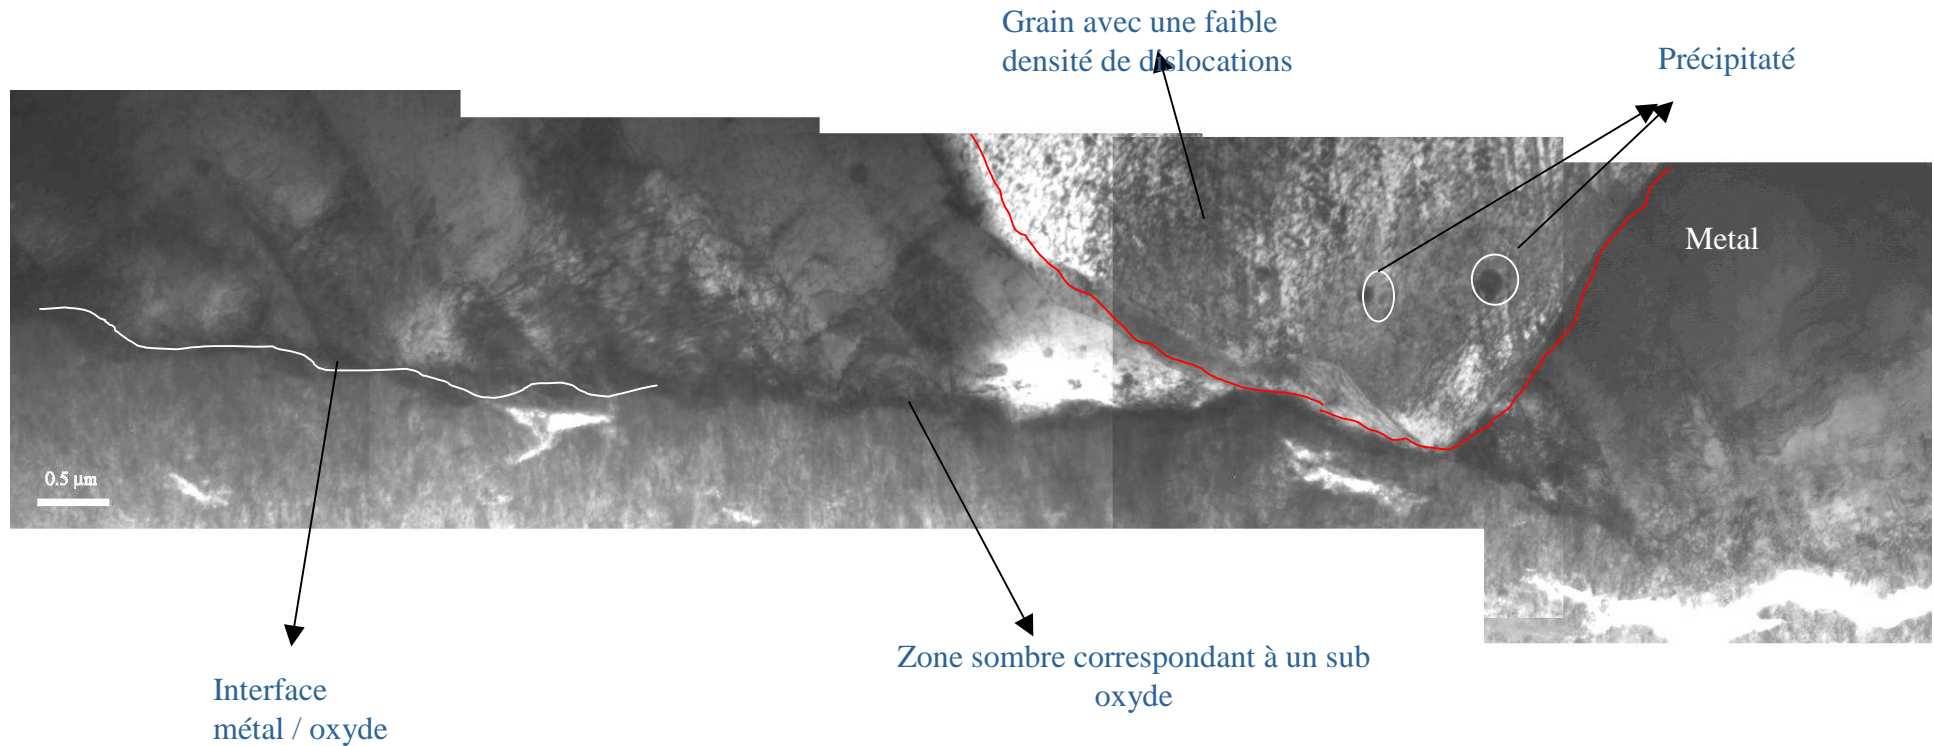 Grain avec une faible
densité de dislocations
Précipitaté
Metal
0.5 µm
Zone sombre correspondant à un sub
oxyde
Interface
métal / oxyde